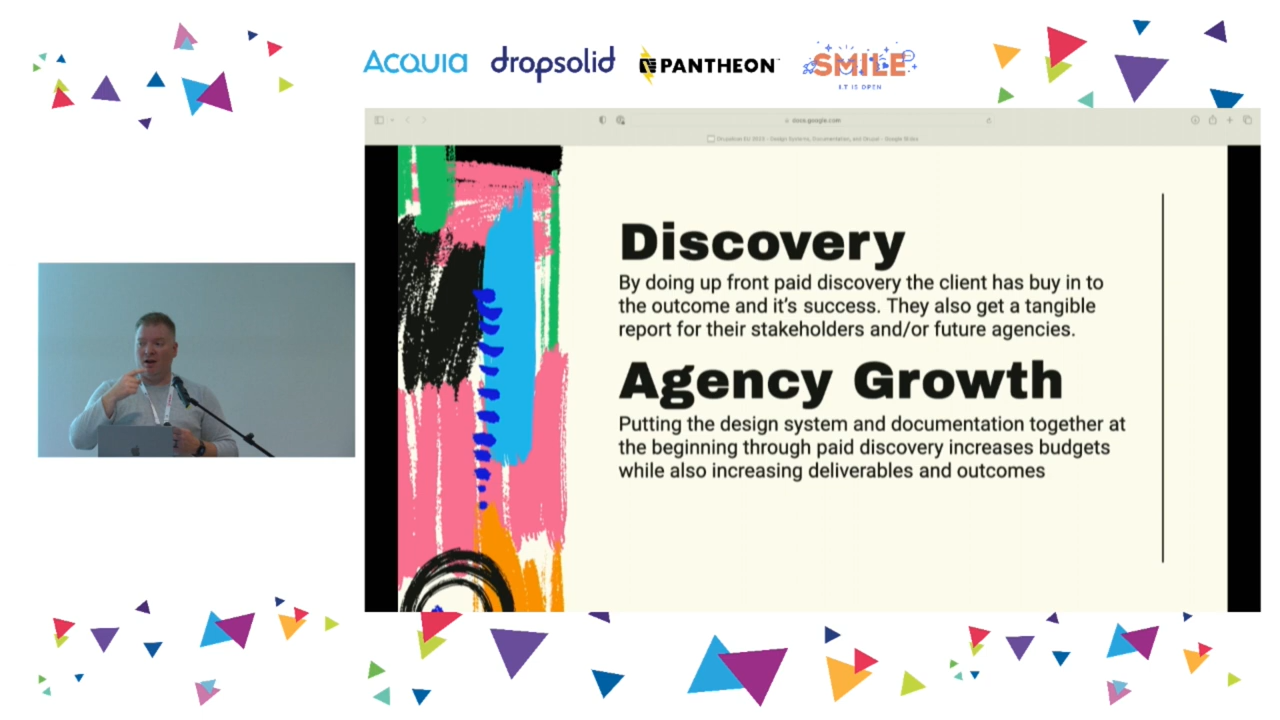 ACQUIA dropsolid PANTHEON SMILE
I.T IS OPEN
docs.google.com
Discovery
By doing up front paid discovery the client has buy in to
the outcome and it's success. They also get a tangible
report for their stakeholders and/or future agencies.
Agency Growth
Putting the design system and documentation together at
the beginning through paid discovery increases budgets
while also increasing deliverables and outcomes